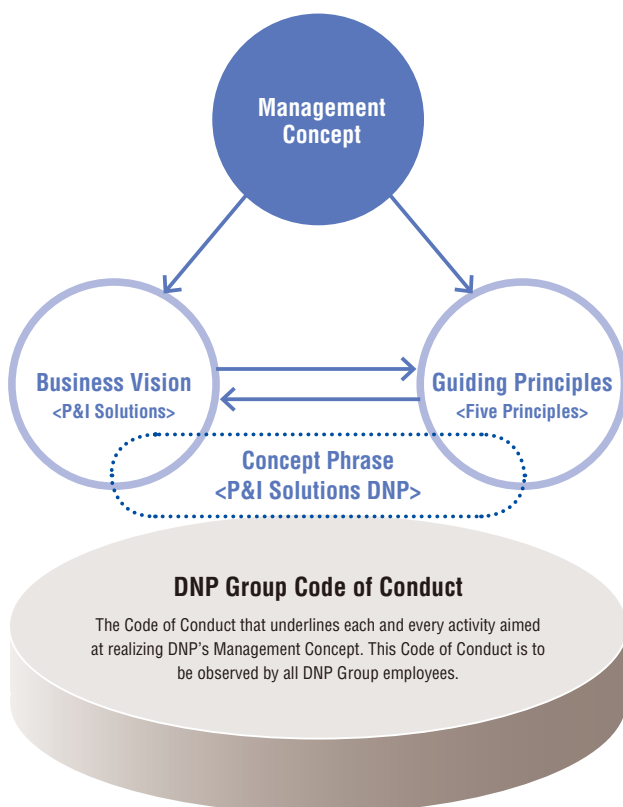 Management
Concept
Business Vision
<P&I Solutions>
Guiding Principles
<Five Principles>
Concept Phrase
<P&I Solutions DNP>
DNP Group Code of Conduct
The Code of Conduct that underlines each and every activity aimed
at realizing DNP's Management Concept. This Code of Conduct is to
be observed by all DNP Group employees.